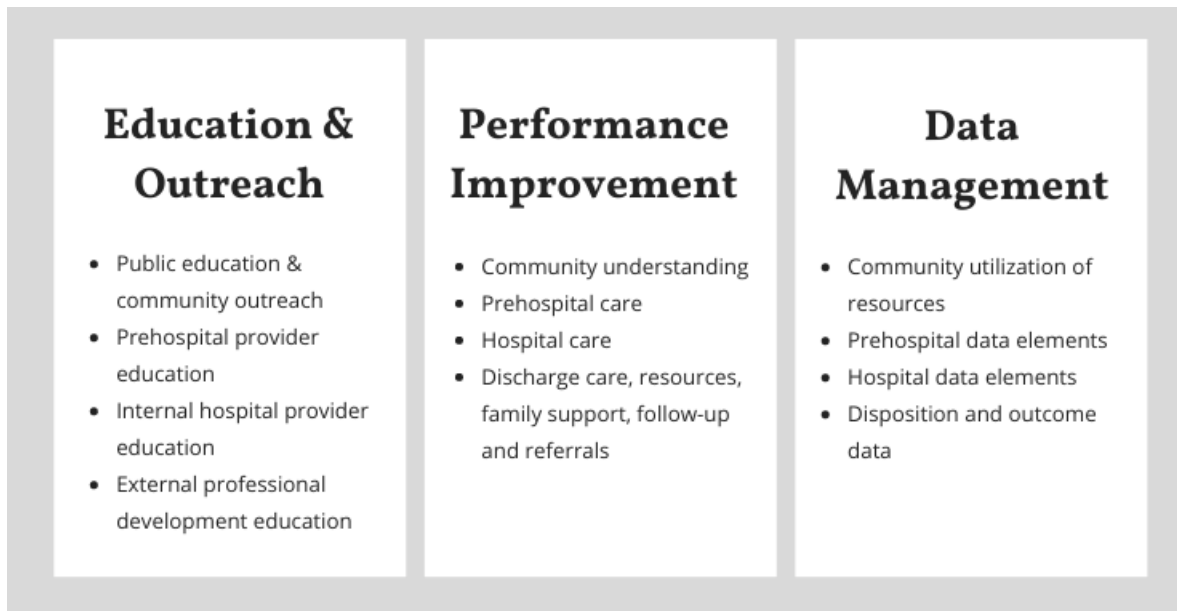 Education &
Outreach
• Public education &
community outreach
• Prehospital provider
education
• Internal hospital provider
education
• External professional
development education
Performance
Improvement
• Community understanding
• Prehospital care
• Hospital care
• Discharge care, resources,
family support, follow-up
and referrals
Data
Management
• Community utilization of
resources
• Prehospital data elements
• Hospital data elements
• Disposition and outcome
data